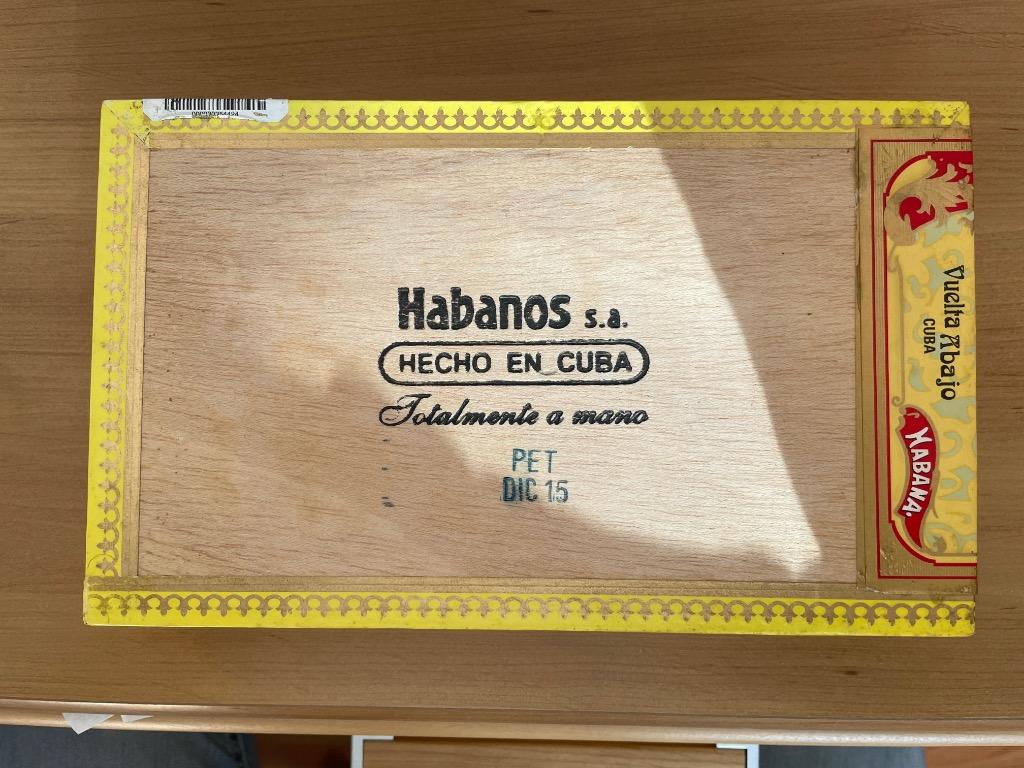 Habanos s.a.
HECHO EN CUBA
Totalmente a mano
PET
DIC 15
Vuelta Abajo
CUBA
HABANA.